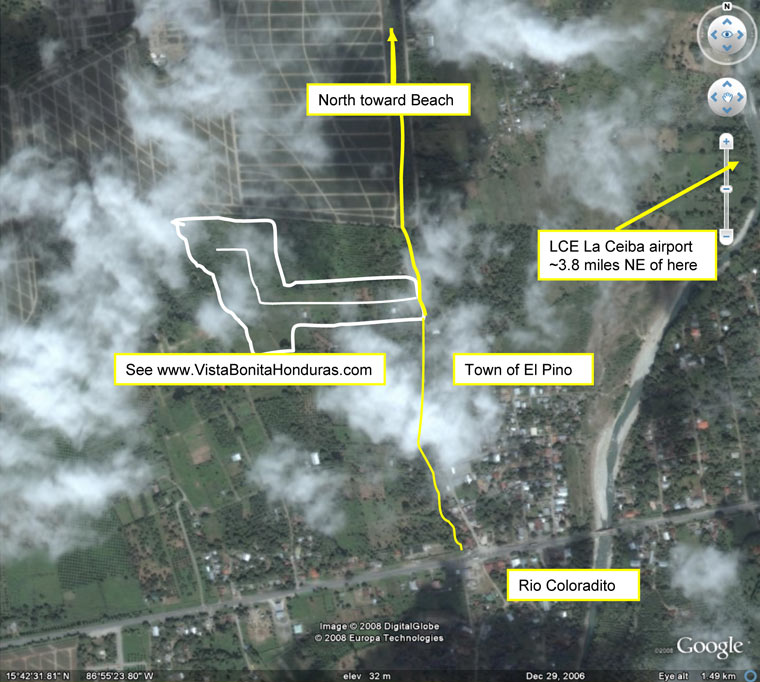 N
North toward Beach
LCE La Ceiba airport
~3.8 miles NE of here
See www.VistaBonitaHonduras.com
Town of El Pino
Rio Coloradito
Image © 2008 DigitalGlobe
© 2008 Europa Technologies
©2008 Google
15°42'31.81" N 86°55'23.80" W elev 32 m Dec 29, 2006 Eye alt 1.49 km